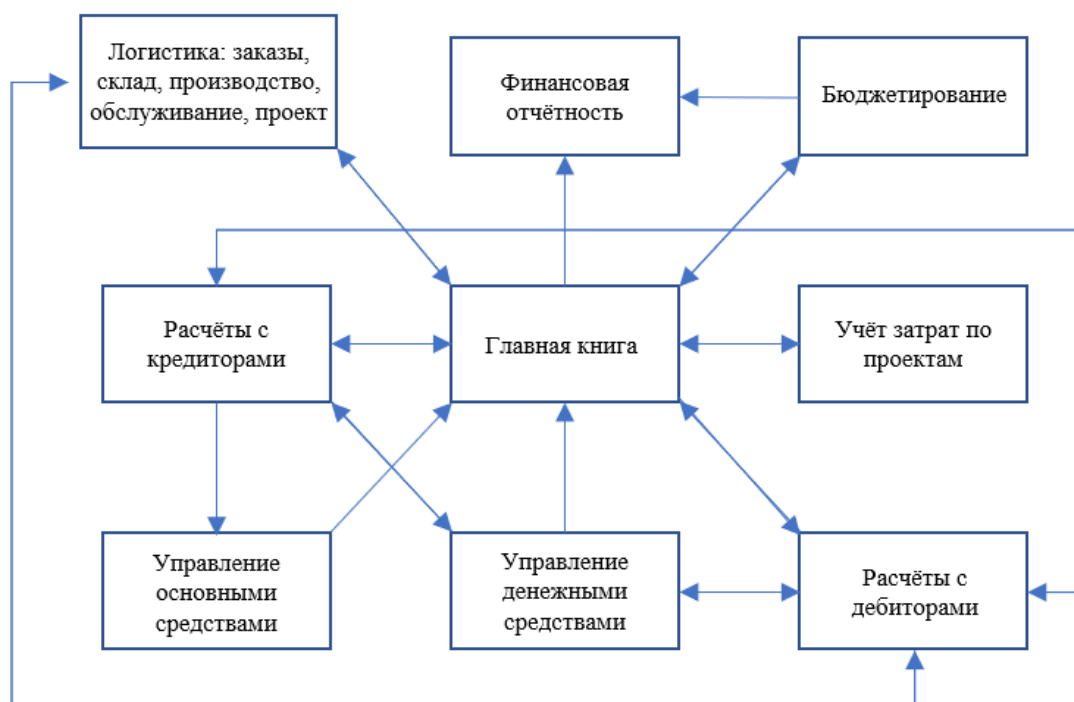 Логистика: заказы,
склад, производство,
обслуживание, проект
Финансовая
отчётность
Бюджетирование
Расчёты с
кредиторами
Главная книга
Учёт затрат по
проектам
Управление
основными
средствами
Управление
денежными
средствами
Расчёты с
дебиторами